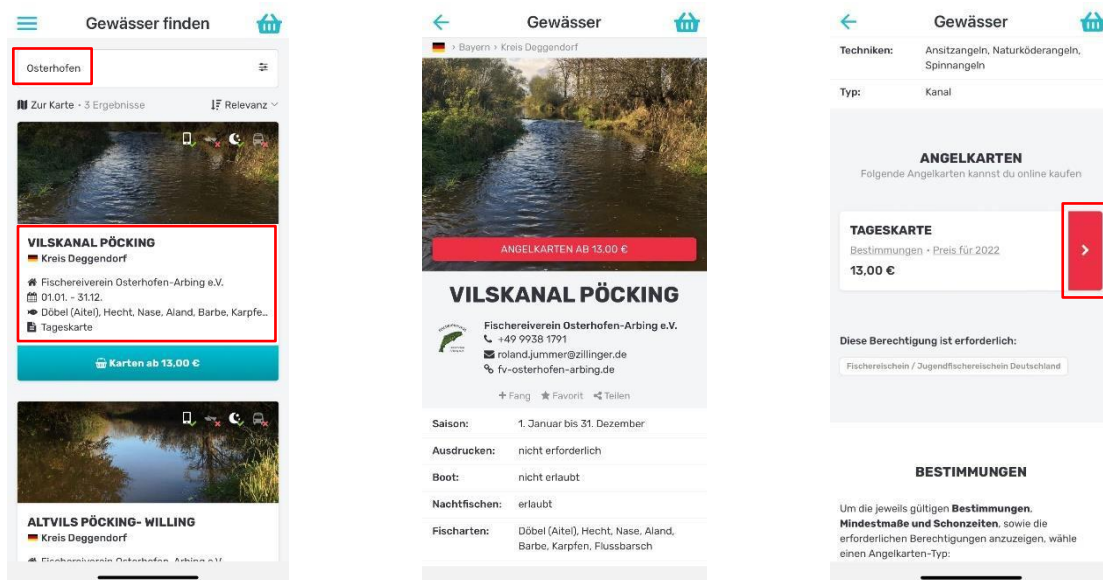 Gewässer finden
Osterhofen
Zur Karte • 3 Ergebnisse
Relevanz
VILSKANAL PÖCKING
Kreis Deggendorf
Fischereiverein Osterhofen-Arbing e.V.
01.01. - 31.12.
Döbel (Aitel), Hecht, Nase, Aland, Barbe, Karpfe...
Tageskarte
Karten ab 13,00 €
ALTVILS PÖCKING- WILLING
Kreis Deggendorf
Fischereiverein Osterhofen-Arbing e.V.
Gewässer
› Bayern › Kreis Deggendorf
ANGELKARTEN AB 13,00 €
VILSKANAL PÖCKING
Fischereiverein Osterhofen-Arbing e.V.
+49 9938 1791
roland.jummer@zillinger.de
fv-osterhofen-arbing.de
Fang Favorit Teilen
Saison: 1. Januar bis 31. Dezember
Ausdrucken: nicht erforderlich
Boot: nicht erlaubt
Nachtfischen: erlaubt
Fischarten: Döbel (Aitel), Hecht, Nase, Aland,
Barbe, Karpfen, Flussbarsch
Gewässer
Techniken: Ansitzangeln, Naturköderangeln,
Spinnangeln
Typ: Kanal
ANGELKARTEN
Folgende Angelkarten kannst du online kaufen
TAGESKARTE
Bestimmungen • Preis für 2022
13,00 €
Diese Berechtigung ist erforderlich:
Fischereischein / Jugendfischereischein Deutschland
BESTIMMUNGEN
Um die jeweils gültigen Bestimmungen,
Mindestmaße und Schonzeiten, sowie die
erforderlichen Berechtigungen anzuzeigen, wähle
einen Angelkarten-Typ: